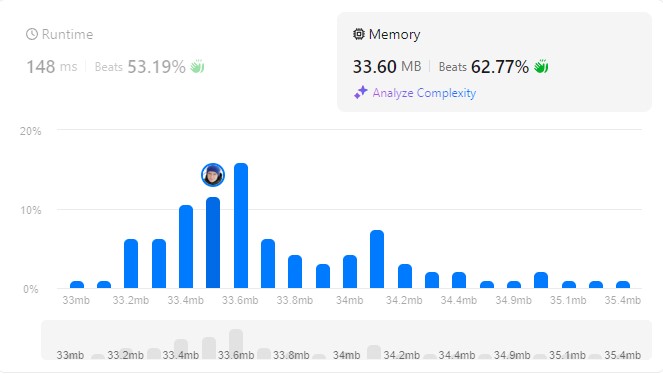 Runtime
148 ms | Beats 53.19%
Memory
33.60 MB | Beats 62.77%
Analyze Complexity
20%
10%
0%
33mb 33.2mb 33.4mb 33.6mb 33.8mb 34mb 34.2mb 34.4mb 34.9mb 35.1mb 35.4mb
33mb 33.2mb 33.4mb 33.6mb 33.8mb 34mb 34.2mb 34.4mb 34.9mb 35.1mb 35.4mb